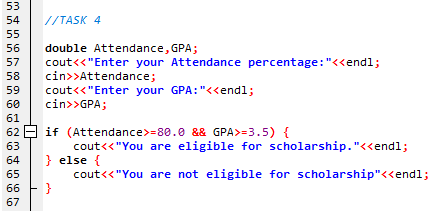 53
54 //TASK 4
55
56 double Attendance,GPA;
57 cout<<"Enter your Attendance percentage:"<<endl;
58 cin>>Attendance;
59 cout<<"Enter your GPA:"<<endl;
60 cin>>GPA;
61
62 if (Attendance>=80.0 && GPA>=3.5) {
63 cout<<"You are eligible for scholarship."<<endl;
64 } else {
65 cout<<"You are not eligible for scholarship"<<endl;
66 }
67